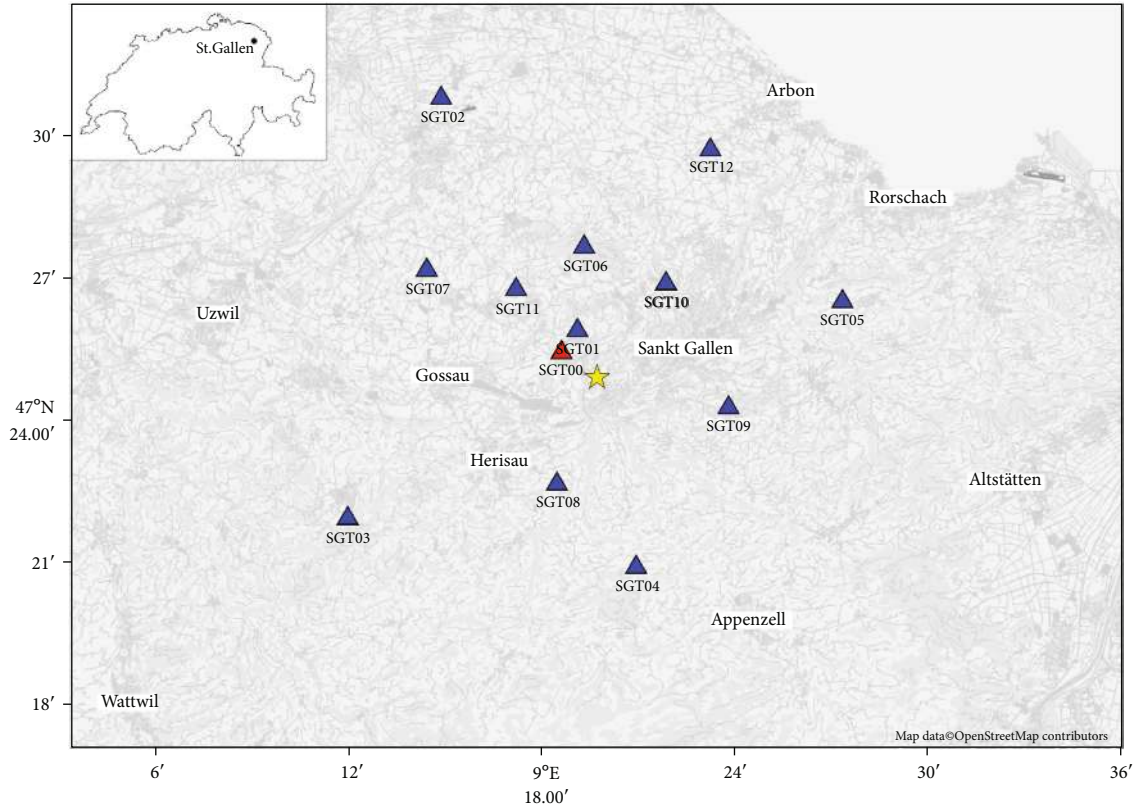 St.Gallen
Arbon
30′
SGT02
SGT12
Rorschach
SGT06
27′
SGT07
SGT10
SGT11
Uzwil
SGT05
SGT01
Sankt Gallen
SGT00
Gossau
47°N
24.00′
SGT09
Herisau
Altstätten
SGT08
SGT03
21′
SGT04
Appenzell
18′
Wattwil
Map data©OpenStreetMap contributors
6′ 12′ 9°E 24′ 30′ 36′
18.00′